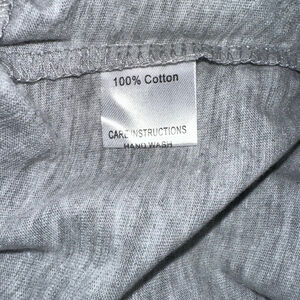 100% Cotton
CARE INSTRUCTIONS
HAND WASH